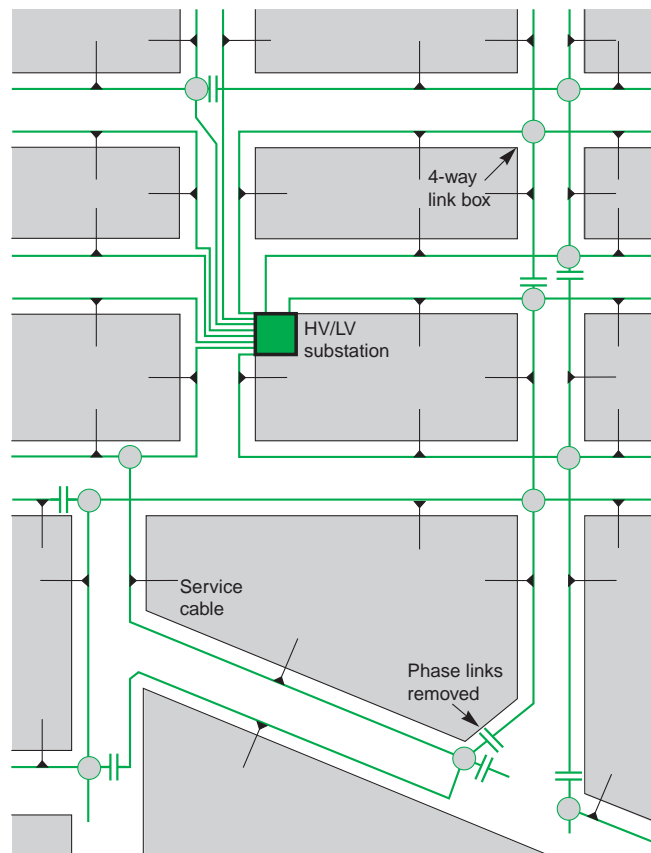 4-way
link box
HV/LV
substation
Service
cable
Phase links
removed